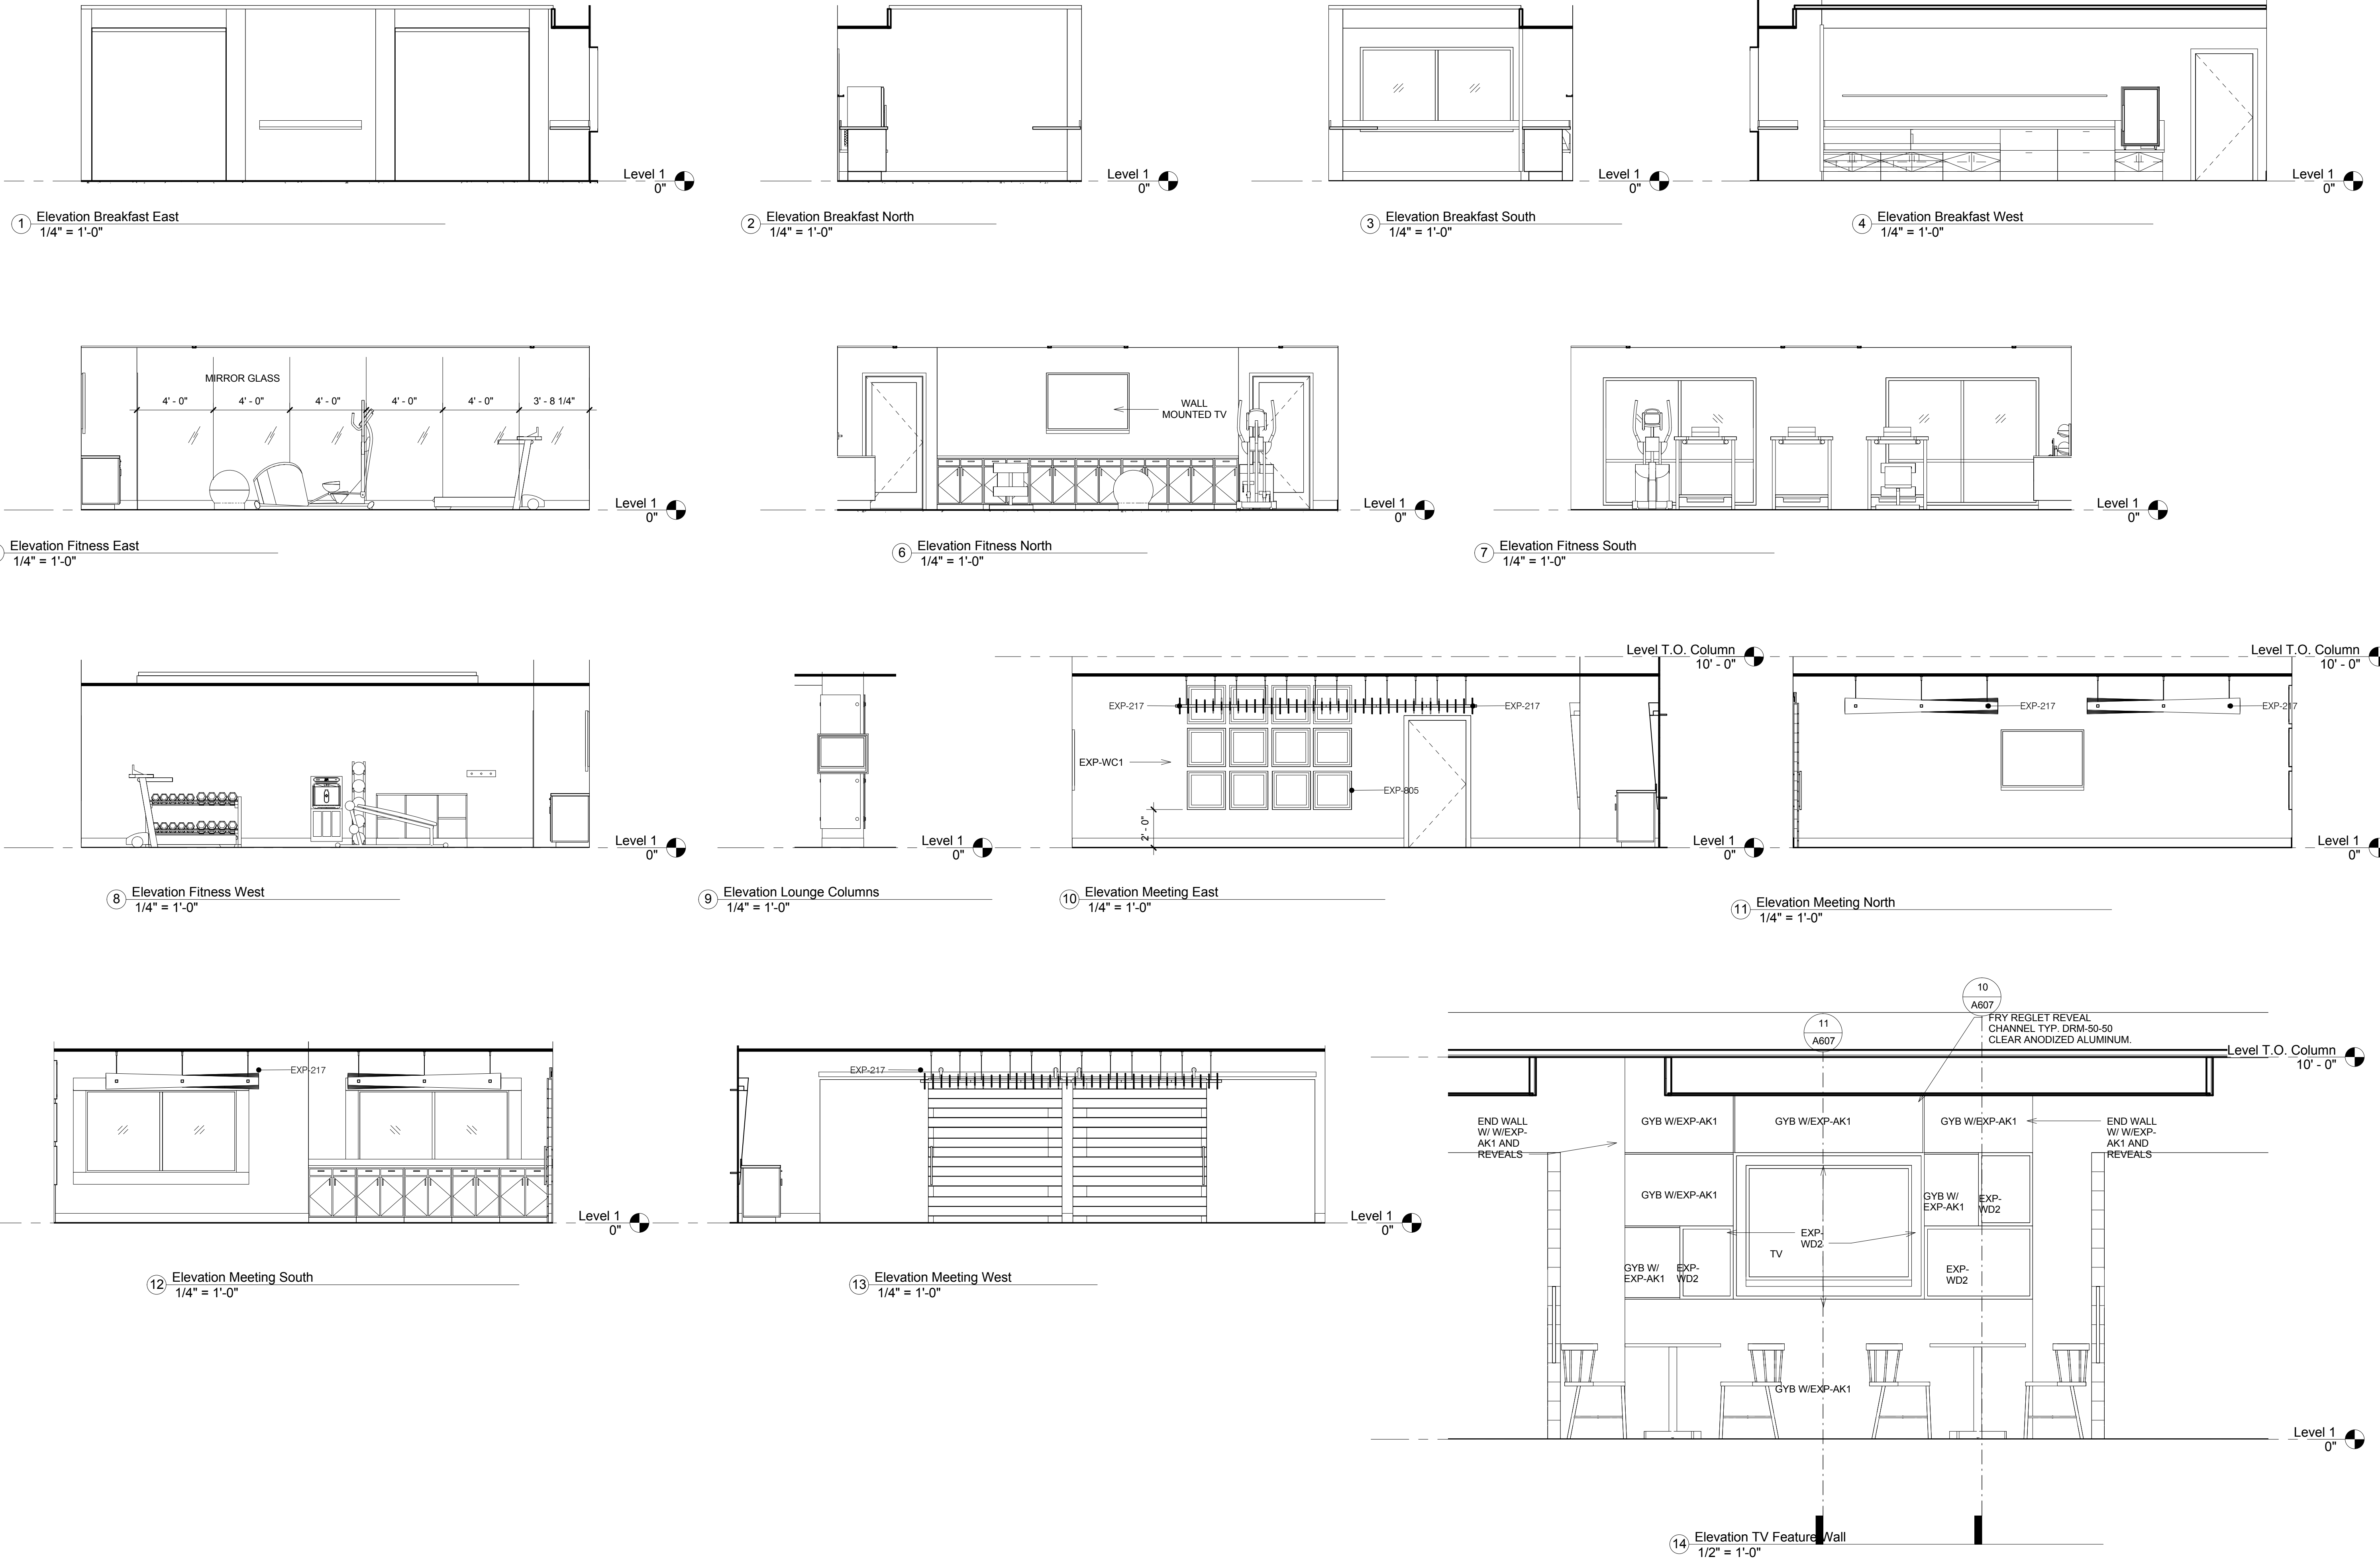 Level 1
0"
Level 1
0"
Level 1
0"
Level 1
0"
1
Elevation Breakfast East
1/4" = 1'-0"
2
Elevation Breakfast North
1/4" = 1'-0"
3
Elevation Breakfast South
1/4" = 1'-0"
4
Elevation Breakfast West
1/4" = 1'-0"
MIRROR GLASS
4' - 0"
4' - 0"
4' - 0"
4' - 0"
4' - 0"
3' - 8 1/4"
Level 1
0"
WALL
MOUNTED TV
Level 1
0"
Level 1
0"
Elevation Fitness East
1/4" = 1'-0"
6
Elevation Fitness North
1/4" = 1'-0"
7
Elevation Fitness South
1/4" = 1'-0"
Level 1
0"
Level 1
0"
Level T.O. Column
10' - 0"
EXP-217
EXP-217
EXP-WC1
EXP-805
2' - 0"
Level 1
0"
Level T.O. Column
10' - 0"
EXP-217
EXP-217
Level 1
0"
8
Elevation Fitness West
1/4" = 1'-0"
9
Elevation Lounge Columns
1/4" = 1'-0"
10
Elevation Meeting East
1/4" = 1'-0"
11
Elevation Meeting North
1/4" = 1'-0"
EXP-217
Level 1
0"
EXP-217
Level 1
0"
12
Elevation Meeting South
1/4" = 1'-0"
13
Elevation Meeting West
1/4" = 1'-0"
10
A607
11
A607
FRY REGLET REVEAL
CHANNEL TYP. DRM-50-50
CLEAR ANODIZED ALUMINUM.
Level T.O. Column
10' - 0"
END WALL
W/ W/EXP-
AK1 AND
REVEALS
GYB W/EXP-AK1
GYB W/EXP-AK1
GYB W/EXP-AK1
END WALL
W/ W/EXP-
AK1 AND
REVEALS
GYB W/EXP-AK1
GYB W/
EXP-AK1
EXP-
WD2
EXP-
WD2
TV
GYB W/
EXP-AK1
EXP-
WD2
EXP-
WD2
GYB W/EXP-AK1
Level 1
0"
14
Elevation TV Feature Wall
1/2" = 1'-0"